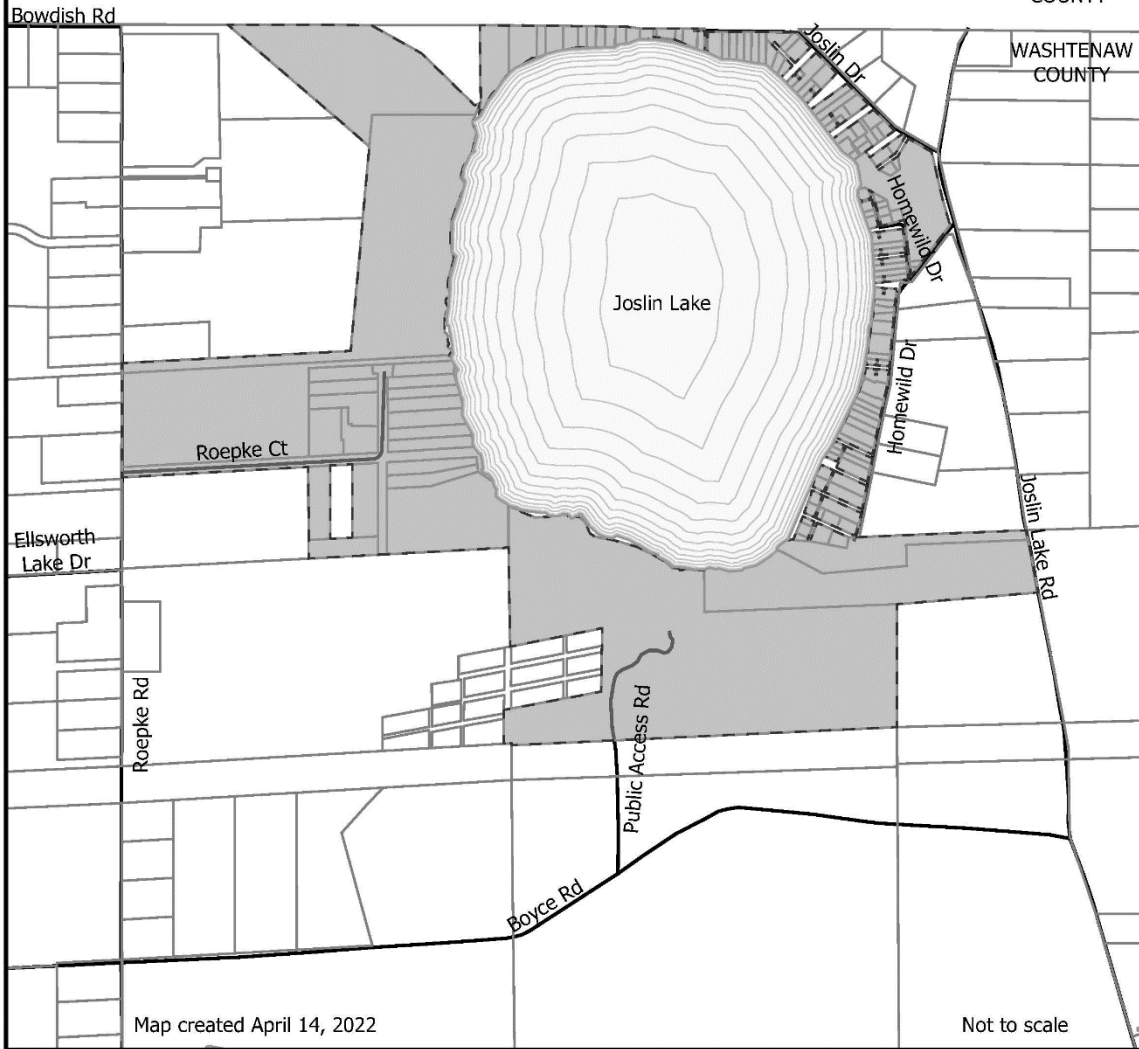 COUNTY
Bowdish Rd
Joslin Dr
WASHTENAW
COUNTY
Homewild Dr
Joslin Lake
Homewild Dr
Roepke Ct
Joslin Lake Rd
Ellsworth
Lake Dr
Roepke Rd
Public Access Rd
Boyce Rd
Map created April 14, 2022
Not to scale